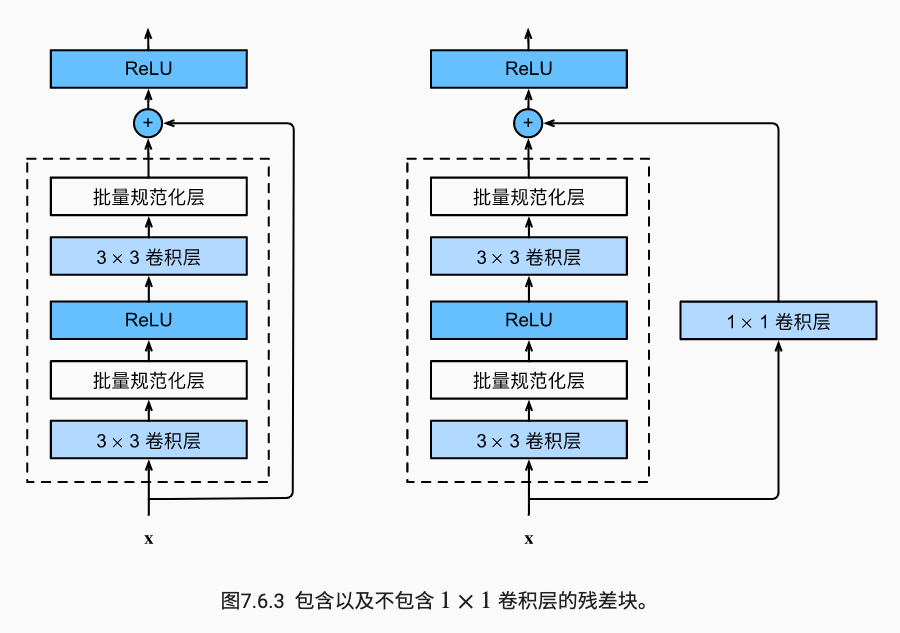 ReLU
+
批量规范化层
3 × 3 卷积层
ReLU
批量规范化层
3 × 3 卷积层
x
ReLU
+
批量规范化层
3 × 3 卷积层
ReLU
1 × 1 卷积层
批量规范化层
3 × 3 卷积层
x
图7.6.3 包含以及不包含 1 × 1 卷积层的残差块。